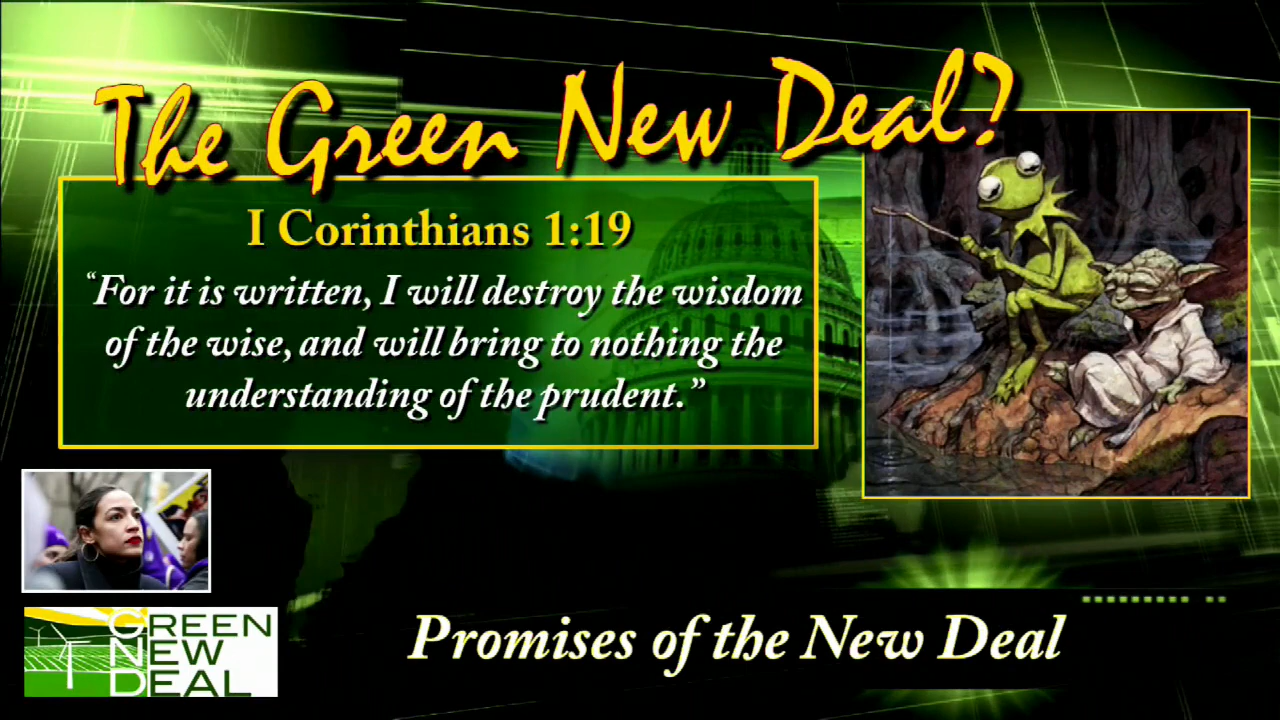 The Green New Deal?
I Corinthians 1:19
“For it is written, I will destroy the wisdom
of the wise, and will bring to nothing the
understanding of the prudent.”
GREEN
NEW
DEAL
Promises of the New Deal